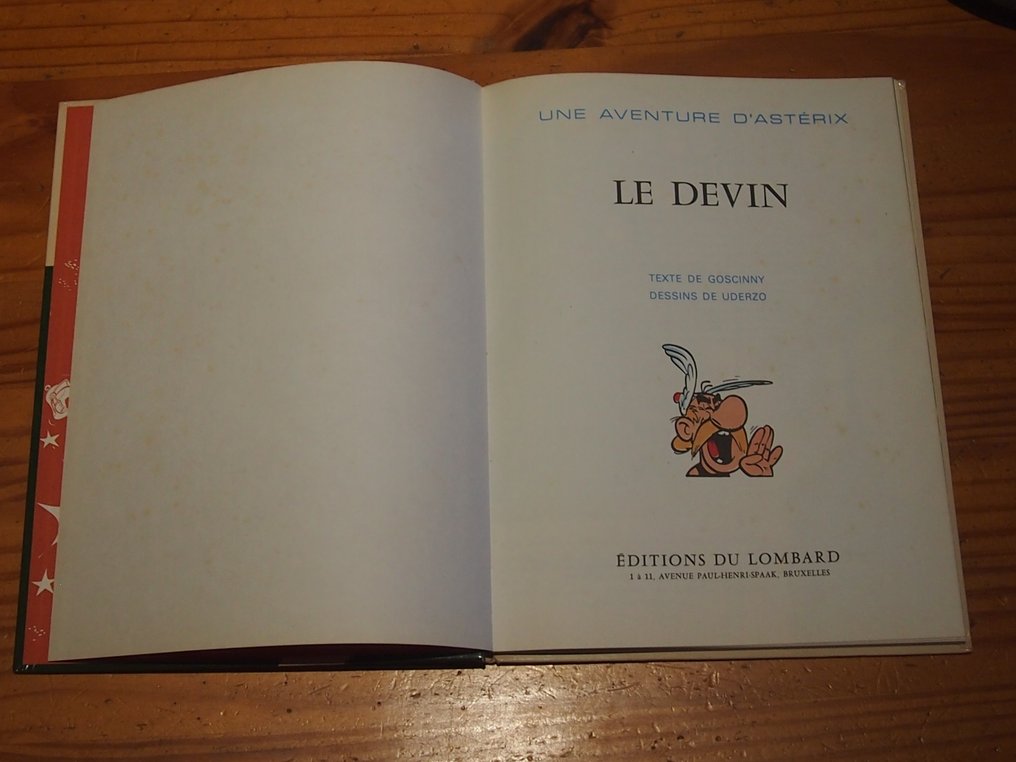 UNE AVENTURE D'ASTÉRIX
LE DEVIN
TEXTE DE GOSCINNY
DESSINS DE UDERZO
ÉDITIONS DU LOMBARD
1 à 11, AVENUE PAUL-HENRI-SPAAK, BRUXELLES